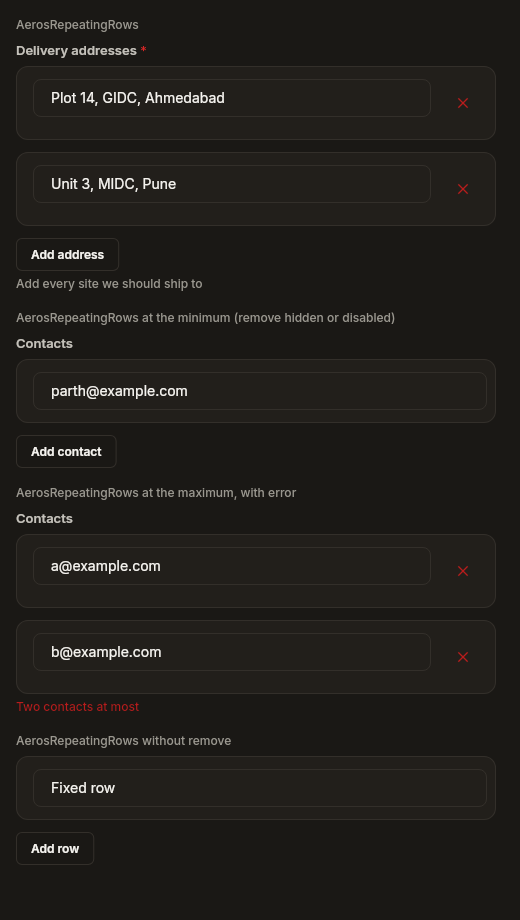 AerosRepeatingRows
Delivery addresses *
Plot 14, GIDC, Ahmedabad
Unit 3, MIDC, Pune
Add address
Add every site we should ship to
AerosRepeatingRows at the minimum (remove hidden or disabled)
Contacts
parth@example.com
Add contact
AerosRepeatingRows at the maximum, with error
Contacts
a@example.com
b@example.com
Two contacts at most
AerosRepeatingRows without remove
Fixed row
Add row